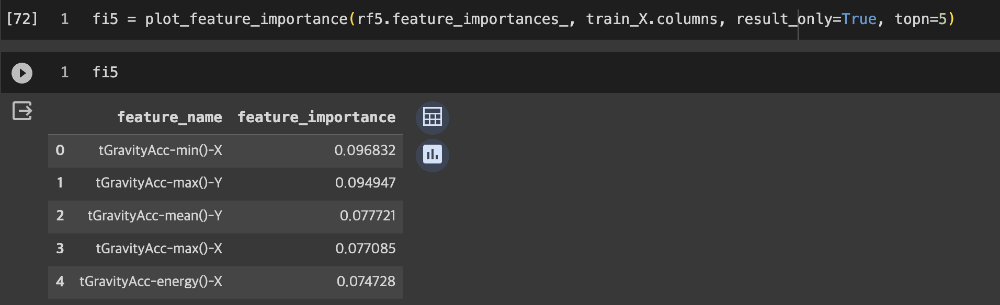 [72] 1 fi5 = plot_feature_importance(rf5.feature_importances_, train_X.columns, result_only=True, topn=5)
1 fi5
feature_name feature_importance
0 tGravityAcc-min()-X 0.096832
1 tGravityAcc-max()-Y 0.094947
2 tGravityAcc-mean()-Y 0.077721
3 tGravityAcc-max()-X 0.077085
4 tGravityAcc-energy()-X 0.074728